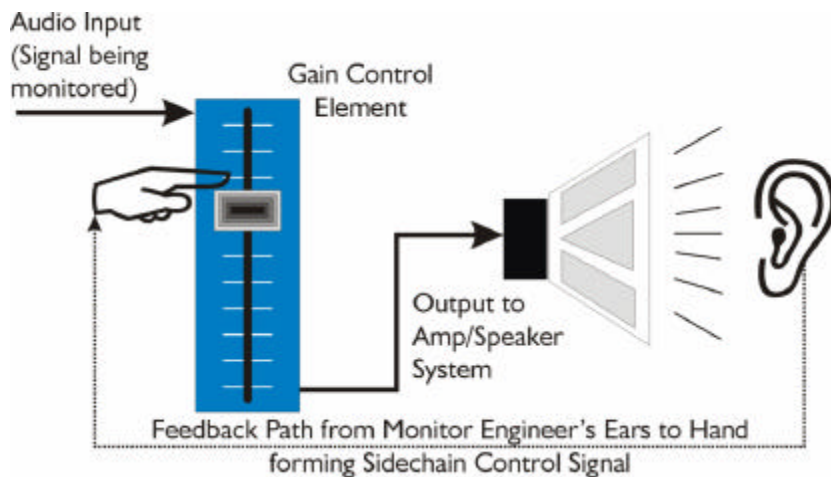 Audio Input
(Signal being
monitored)
Gain Control
Element
Output to
Amp/Speaker
System
Feedback Path from Monitor Engineer's Ears to Hand
forming Sidechain Control Signal